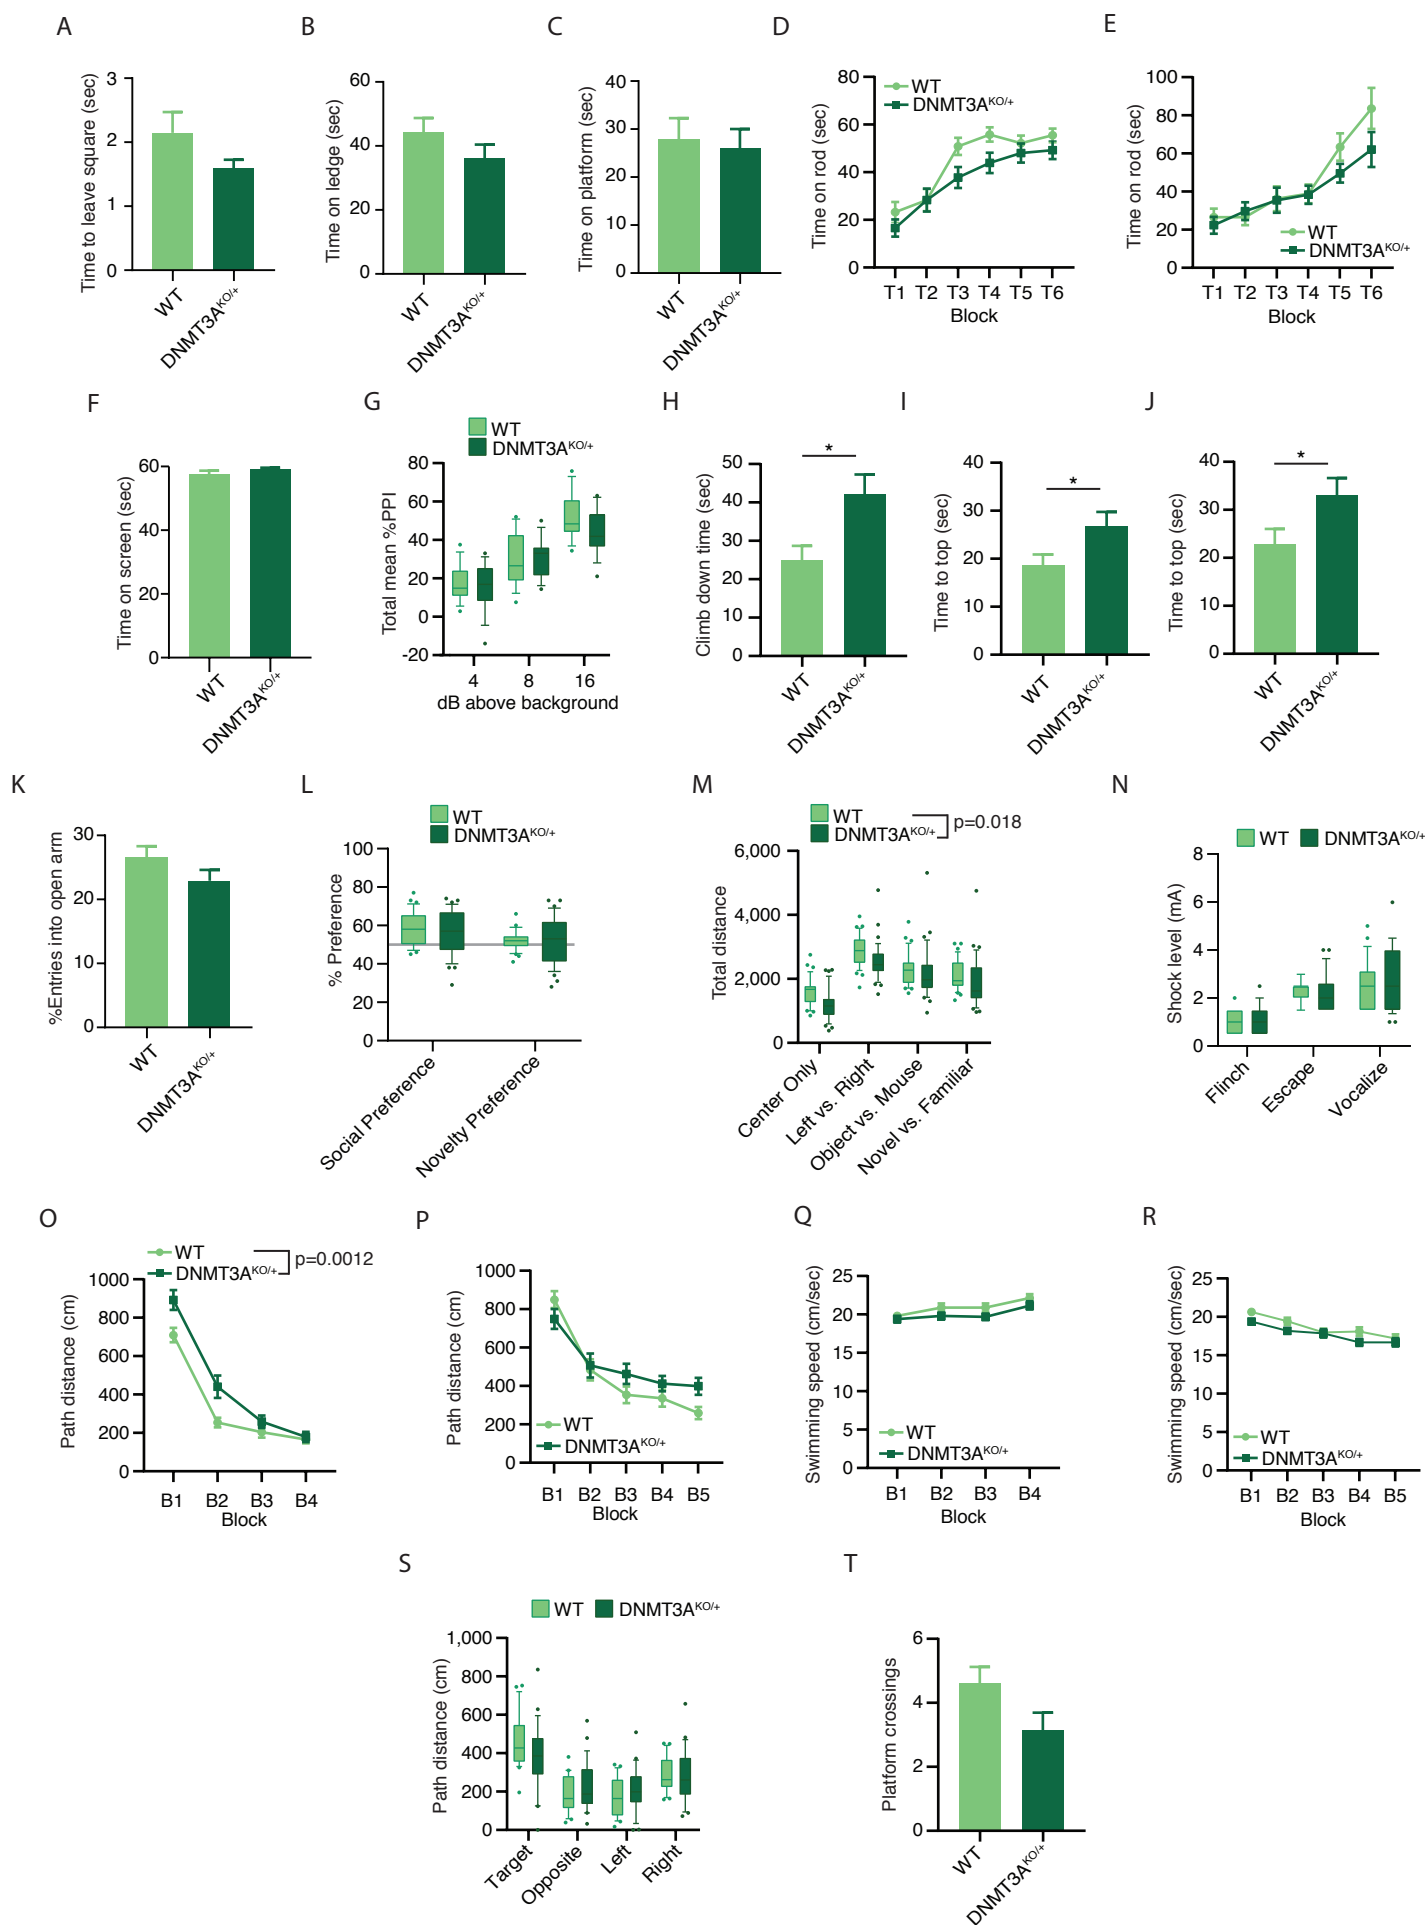 A
Time to leave square (sec)
3
2
1
0
WT
DNMT3AKO/+
B
Time on ledge (sec)
60
40
20
0
WT
DNMT3AKO/+
C
Time on platform (sec)
40
30
20
10
0
WT
DNMT3AKO/+
D
Time on rod (sec)
80
60
40
20
0
WT
DNMT3AKO/+
T1 T2 T3 T4 T5 T6
Block
E
Time on rod (sec)
100
80
60
40
20
0
WT
DNMT3AKO/+
T1 T2 T3 T4 T5 T6
Block
F
Time on screen (sec)
60
40
20
0
WT
DNMT3AKO/+
G
WT
DNMT3AKO/+
Total mean %PPI
80
60
40
20
0
-20
4 8 16
dB above background
H
Climb down time (sec)
50
40
30
20
10
0
*
WT
DNMT3AKO/+
I
Time to top (sec)
40
30
20
10
0
*
WT
DNMT3AKO/+
J
Time to top (sec)
40
30
20
10
0
*
WT
DNMT3AKO/+
K
%Entries into open arm
30
20
10
0
WT
DNMT3AKO/+
L
WT
DNMT3AKO/+
% Preference
100
80
60
40
20
0
Social Preference
Novelty Preference
M
WT
DNMT3AKO/+
p=0.018
Total distance
6,000
4,000
2,000
0
Center Only
Left vs. Right
Object vs. Mouse
Novel vs. Familiar
N
WT DNMT3AKO/+
Shock level (mA)
8
6
4
2
0
Flinch
Escape
Vocalize
O
WT
DNMT3AKO/+
p=0.0012
Path distance (cm)
1000
800
600
400
200
0
B1 B2 B3 B4
Block
P
Path distance (cm)
1000
800
600
400
200
0
WT
DNMT3AKO/+
B1 B2 B3 B4 B5
Block
Q
Swimming speed (cm/sec)
25
20
15
10
5
0
WT
DNMT3AKO/+
B1 B2 B3 B4
Block
R
Swimming speed (cm/sec)
25
20
15
10
5
0
WT
DNMT3AKO/+
B1 B2 B3 B4 B5
Block
S
WT DNMT3AKO/+
Path distance (cm)
1,000
800
600
400
200
0
Target
Opposite
Left
Right
T
Platform crossings
6
4
2
0
WT
DNMT3AKO/+